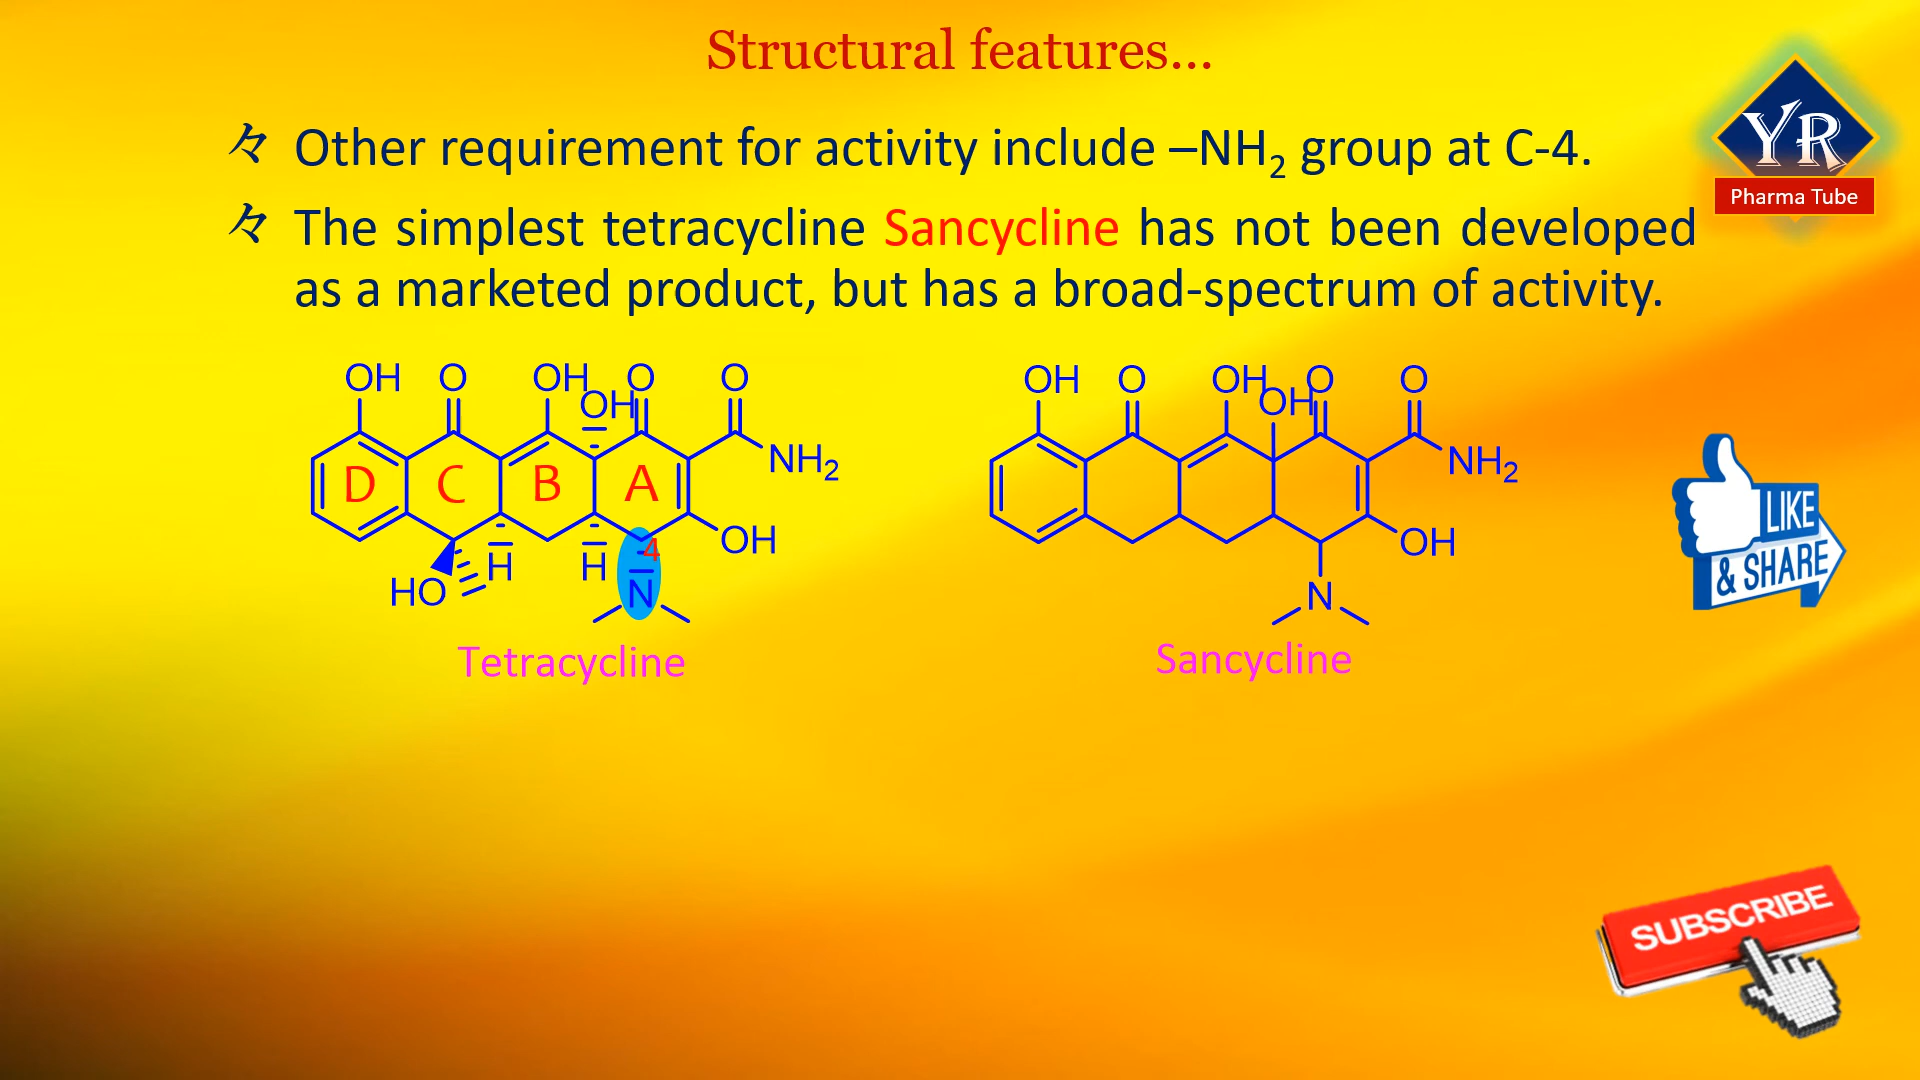 Structural features...
YR
Pharma Tube
々 Other requirement for activity include –NH₂ group at C-4.
々 The simplest tetracycline Sancycline has not been developed
as a marketed product, but has a broad-spectrum of activity.
OH O OH OH O O
NH₂
D C B A
OH
HO H H 4 N
Tetracycline
OH O OH OH O O
NH₂
OH
N
Sancycline
LIKE
& SHARE
SUBSCRIBE